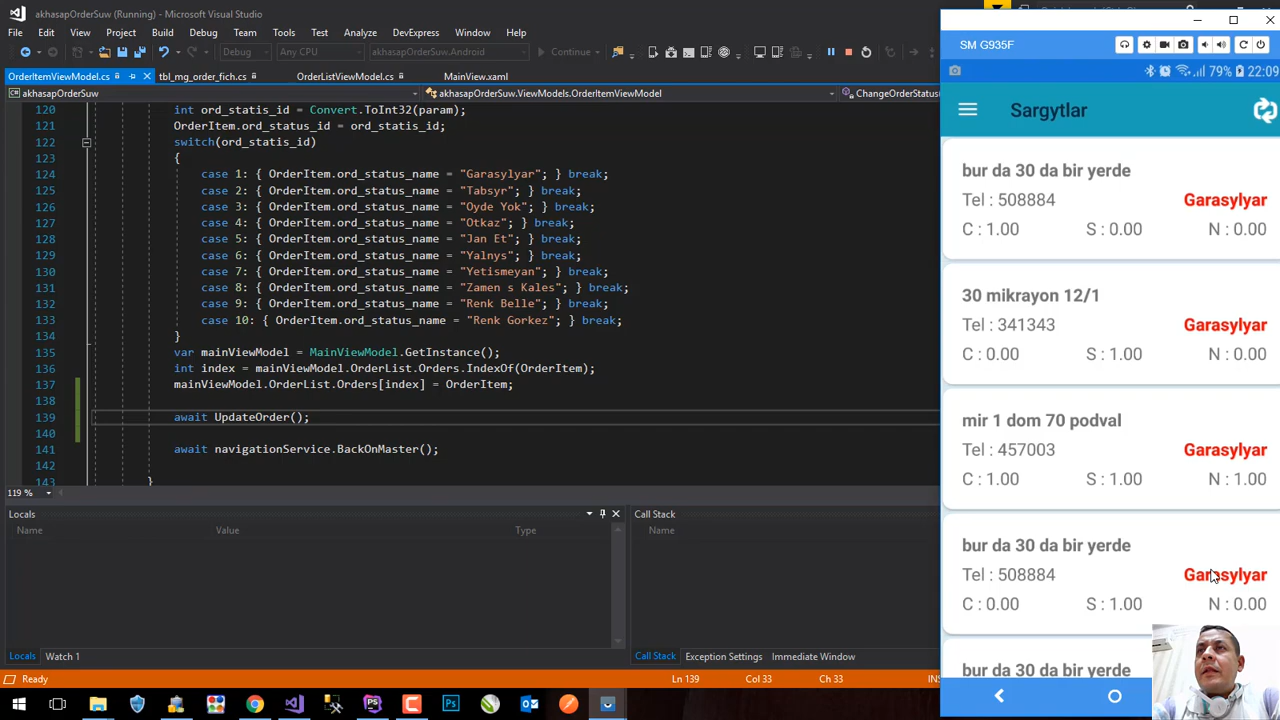 akhasapOrderSuw (Running) - Microsoft Visual Studio
File Edit View Project Build Debug Team Tools Test Analyze DevExpress Window Help
Debug Any CPU akhasapOrderSuw.Android Continue
OrderItemViewModel.cs tbl_mg_order_fich.cs OrderListViewModel.cs MainView.xaml
akhasapOrderSuw akhasapOrderSuw.ViewModels.OrderItemViewModel ChangeOrderStatus
120 int ord_statis_id = Convert.ToInt32(param);
121 OrderItem.ord_status_id = ord_statis_id;
122 switch(ord_statis_id)
123 {
124 case 1: { OrderItem.ord_status_name = "Garasylyar"; } break;
125 case 2: { OrderItem.ord_status_name = "Tabsyr"; } break;
126 case 3: { OrderItem.ord_status_name = "Oyde Yok"; } break;
127 case 4: { OrderItem.ord_status_name = "Otkaz"; } break;
128 case 5: { OrderItem.ord_status_name = "Jan Et"; } break;
129 case 6: { OrderItem.ord_status_name = "Yalnys"; } break;
130 case 7: { OrderItem.ord_status_name = "Yetismeyan"; } break;
131 case 8: { OrderItem.ord_status_name = "Zamen s Kales"; } break;
132 case 9: { OrderItem.ord_status_name = "Renk Belle"; } break;
133 case 10: { OrderItem.ord_status_name = "Renk Gorkez"; } break;
134 }
135 var mainViewModel = MainViewModel.GetInstance();
136 int index = mainViewModel.OrderList.Orders.IndexOf(OrderItem);
137 mainViewModel.OrderList.Orders[index] = OrderItem;
138
139 await UpdateOrder();
140
141 await navigationService.BackOnMaster();
142
143 }
119 %
Locals
Name Value Type
Call Stack
Name
Locals Watch 1
Call Stack Exception Settings Immediate Window
Ready Ln 139 Col 33 Ch 33 INS
SM G935F
79% 22:09
Sargytlar
bur da 30 da bir yerde
Tel : 508884 Garasylyar
C : 1.00 S : 0.00 N : 0.00
30 mikrayon 12/1
Tel : 341343 Garasylyar
C : 0.00 S : 1.00 N : 0.00
mir 1 dom 70 podval
Tel : 457003 Garasylyar
C : 1.00 S : 1.00 N : 1.00
bur da 30 da bir yerde
Tel : 508884 Garasylyar
C : 0.00 S : 1.00 N : 0.00
bur da 30 da bir yerde